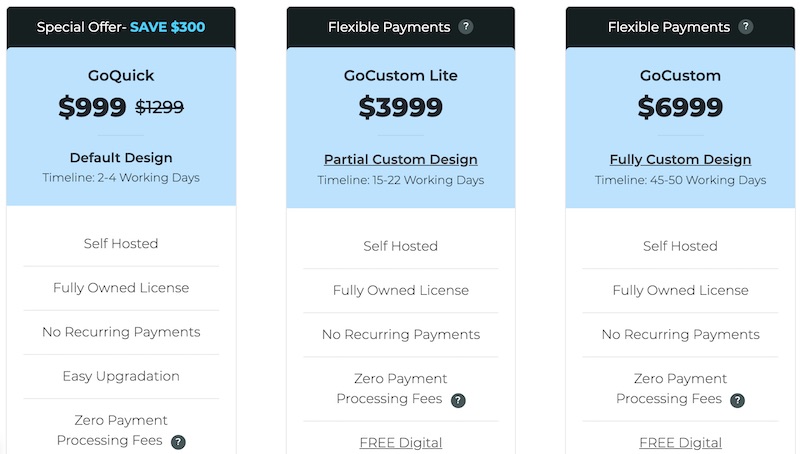 Special Offer- SAVE $300
GoQuick
$999 $1299
Default Design
Timeline: 2-4 Working Days
Self Hosted
Fully Owned License
No Recurring Payments
Easy Upgradation
Zero Payment
Processing Fees ?
Flexible Payments ?
GoCustom Lite
$3999
Partial Custom Design
Timeline: 15-22 Working Days
Self Hosted
Fully Owned License
No Recurring Payments
Zero Payment
Processing Fees ?
FREE Digital
Flexible Payments ?
GoCustom
$6999
Fully Custom Design
Timeline: 45-50 Working Days
Self Hosted
Fully Owned License
No Recurring Payments
Zero Payment
Processing Fees ?
FREE Digital